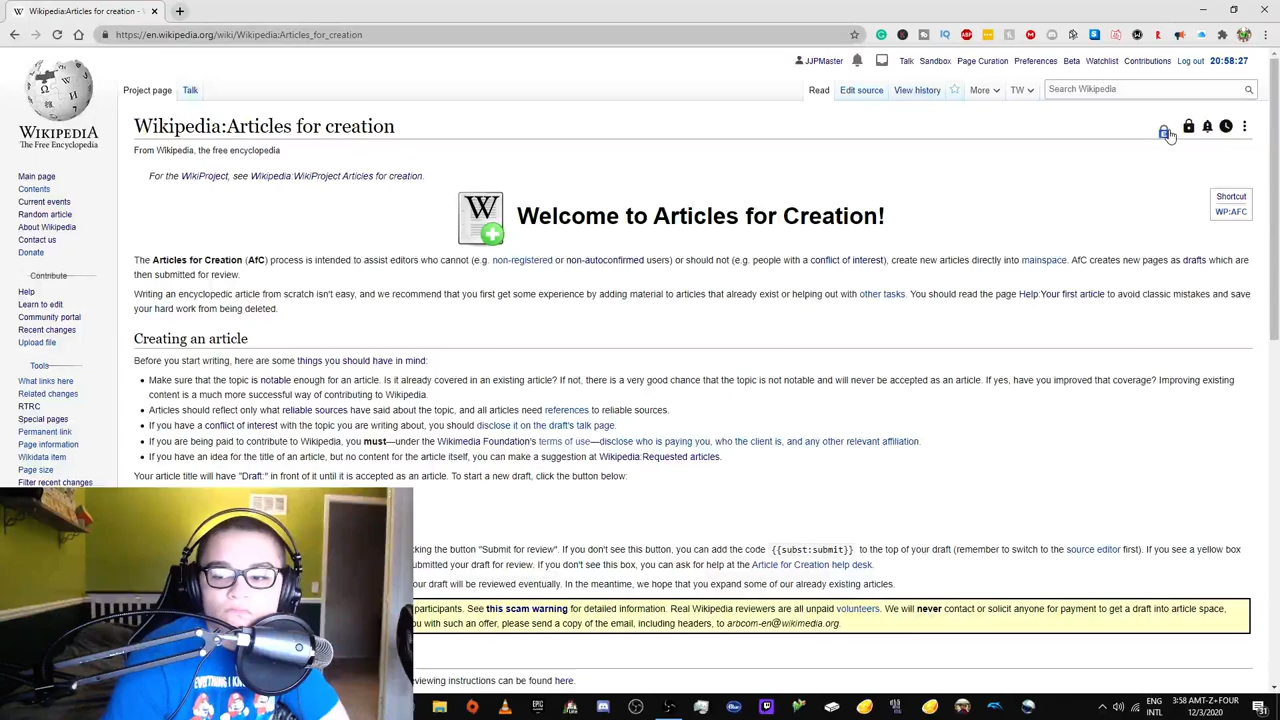 Wikipedia:Articles for creation -
https://en.wikipedia.org/wiki/Wikipedia:Articles_for_creation
JJPMaster Talk Sandbox Page Curation Preferences Beta Watchlist Contributions Log out 20:58:27
Project page Talk Read Edit source View history More TW Search Wikipedia
WIKIPEDIA
The Free Encyclopedia
Main page
Contents
Current events
Random article
About Wikipedia
Contact us
Donate
Contribute
Help
Learn to edit
Community portal
Recent changes
Upload file
Tools
What links here
Related changes
RTRC
Special pages
Permanent link
Page information
Wikidata item
Page size
Filter recent changes
Wikipedia:Articles for creation
From Wikipedia, the free encyclopedia
For the WikiProject, see Wikipedia:WikiProject Articles for creation.
Welcome to Articles for Creation!
Shortcut
WP:AFC
The Articles for Creation (AfC) process is intended to assist editors who cannot (e.g. non-registered or non-autoconfirmed users) or should not (e.g. people with a conflict of interest), create new articles directly into mainspace. AfC creates new pages as drafts which are
then submitted for review.
Writing an encyclopedic article from scratch isn't easy, and we recommend that you first get some experience by adding material to articles that already exist or helping out with other tasks. You should read the page Help:Your first article to avoid classic mistakes and save
your hard work from being deleted.
Creating an article
Before you start writing, here are some things you should have in mind:
• Make sure that the topic is notable enough for an article. Is it already covered in an existing article? If not, there is a very good chance that the topic is not notable and will never be accepted as an article. If yes, have you improved that coverage? Improving existing
content is a much more successful way of contributing to Wikipedia.
• Articles should reflect only what reliable sources have said about the topic, and all articles need references to reliable sources.
• If you have a conflict of interest with the topic you are writing about, you should disclose it on the draft's talk page.
• If you are being paid to contribute to Wikipedia, you must—under the Wikimedia Foundation's terms of use—disclose who is paying you, who the client is, and any other relevant affiliation.
• If you have an idea for the title of an article, but no content for the article itself, you can make a suggestion at Wikipedia:Requested articles.
Your article title will have "Draft:" in front of it until it is accepted as an article. To start a new draft, click the button below:
king the button "Submit for review". If you don't see this button, you can add the code {{subst:submit}} to the top of your draft (remember to switch to the source editor first). If you see a yellow box
ubmitted your draft for review. If you don't see this box, you can ask for help at the Article for Creation help desk.
our draft will be reviewed eventually. In the meantime, we hope that you expand some of our already existing articles.
participants. See this scam warning for detailed information. Real Wikipedia reviewers are all unpaid volunteers. We will never contact or solicit anyone for payment to get a draft into article space,
u with such an offer, please send a copy of the email, including headers, to arbcom-en@wikimedia.org.
viewing instructions can be found here.
EVERYTHING I KN
ENG
INTL
3:58 AMT-Z+FOUR
12/3/2020